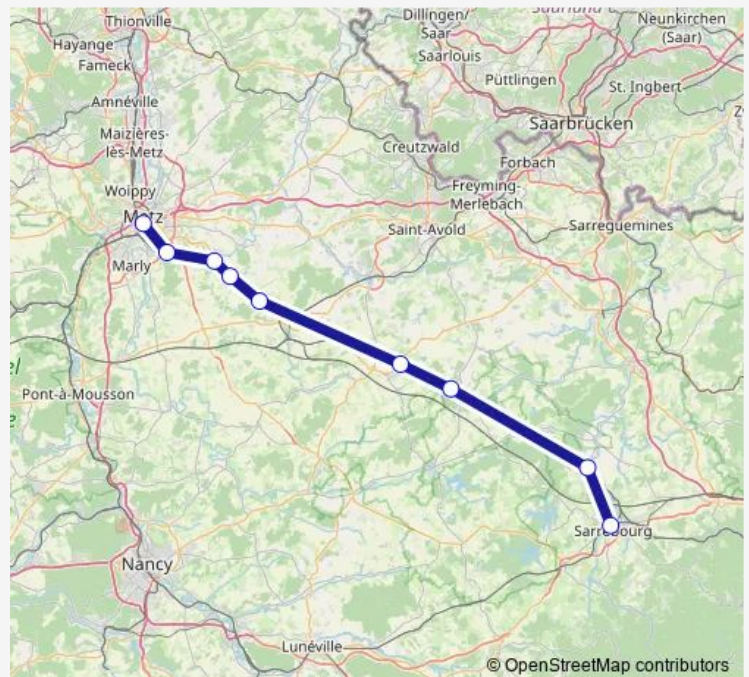 Thionville
Dillingen/
Saar
Neunkirchen
(Saar)
Hayange
Fameck
Saarlouis
Püttlingen
St. Ingbert
Amnéville
Saarbrücken
Maizières-
lès-Metz
Creutzwald
Forbach
Woippy
Freyming-
Merlebach
Metz
Saint-Avold
Sarreguemines
Marly
Pont-à-Mousson
Sarrebourg
Nancy
Lunéville
© OpenStreetMap contributors